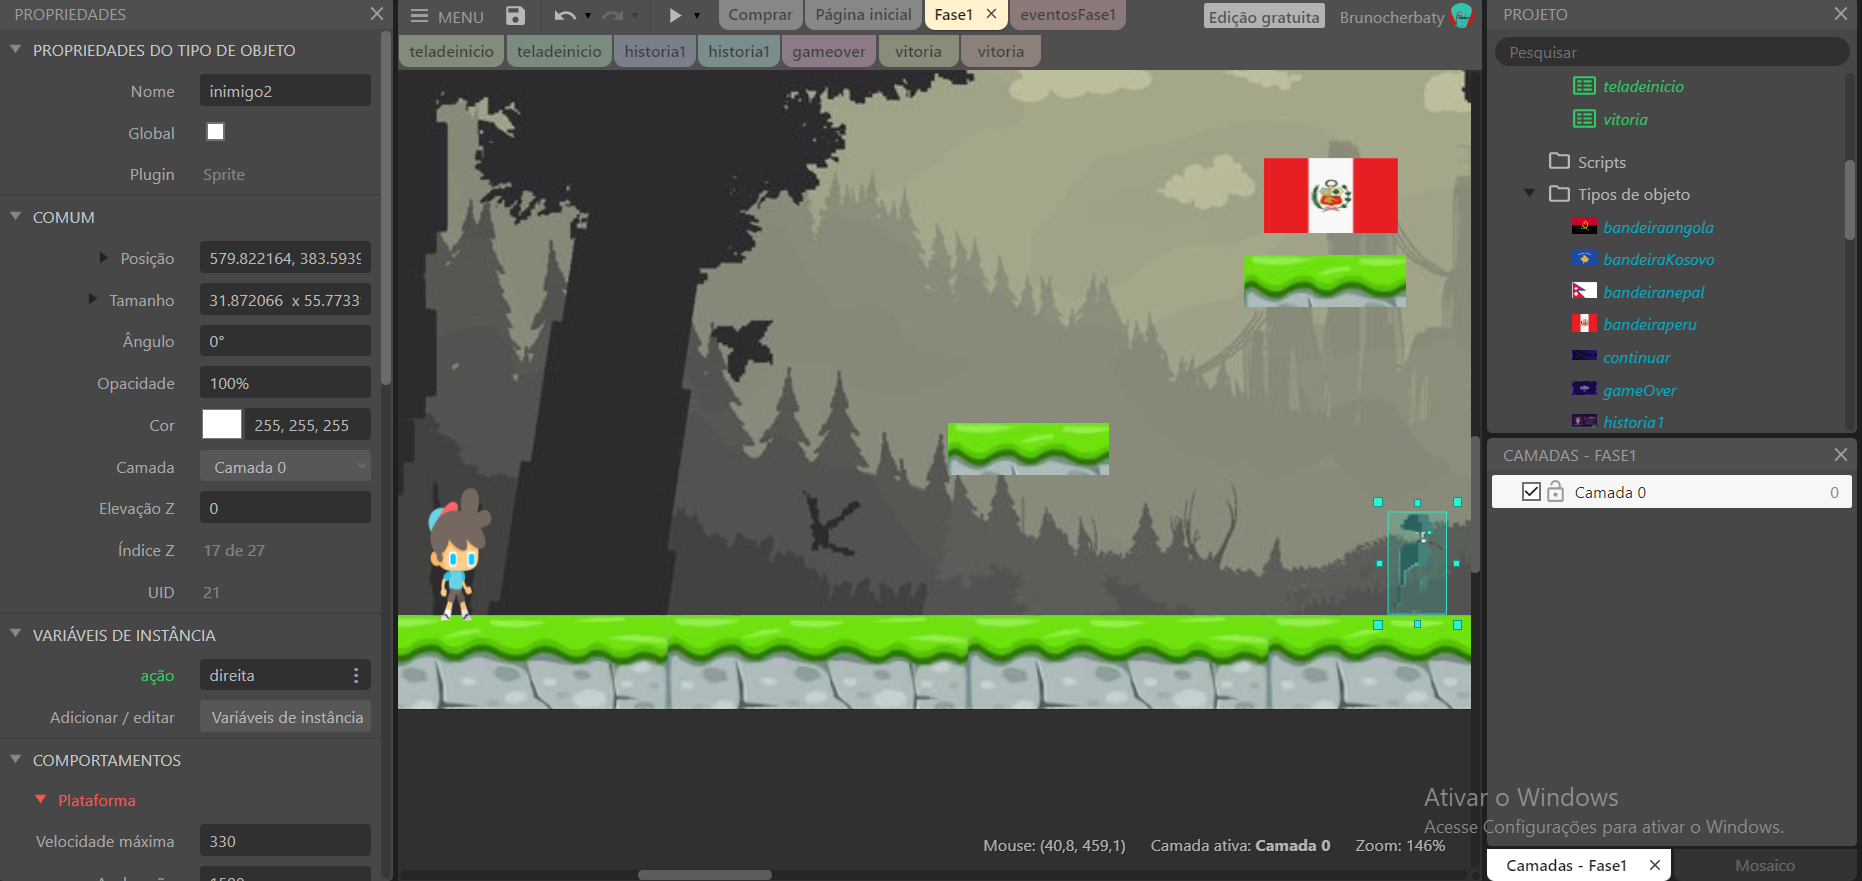 PROPRIEDADES
PROPRIEDADES DO TIPO DE OBJETO
Nome inimigo2
Global
Plugin Sprite
COMUM
Posição 579.822164, 383.5939
Tamanho 31.872066 x 55.7733
Ângulo 0°
Opacidade 100%
Cor 255, 255, 255
Camada Camada 0
Elevação Z 0
Índice Z 17 de 27
UID 21
VARIÁVEIS DE INSTÂNCIA
ação direita
Adicionar / editar Variáveis de instância
COMPORTAMENTOS
Plataforma
Velocidade máxima 330
MENU
Comprar Página inicial Fase1 eventosFase1
Edição gratuita Brunocherbaty
teladeinicio teladeinicio historia1 historia1 gameover vitoria vitoria
Mouse: (40,8, 459,1) Camada ativa: Camada 0 Zoom: 146%
PROJETO
Pesquisar
teladeinicio
vitoria
Scripts
Tipos de objeto
bandeiraangola
bandeiraKosovo
bandeiranepal
bandeiraperu
continuar
gameOver
historia1
CAMADAS - FASE1
Camada 0 0
Ativar o Windows
Acesse Configurações para ativar o Windows.
Camadas - Fase1 Mosaico